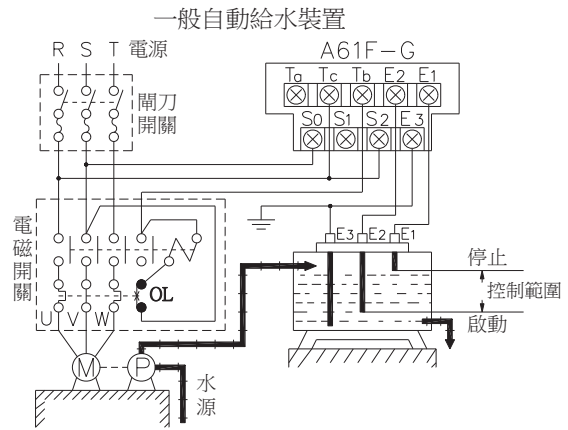 一般自動給水裝置
R S T 電源
A61F-G
Ta Tc Tb E2 E1
S0 S1 S2 E3
閘刀
開關
電磁開關
OL
U V W
M P
水源
E3 E2 E1
停止
控制範圍
啟動